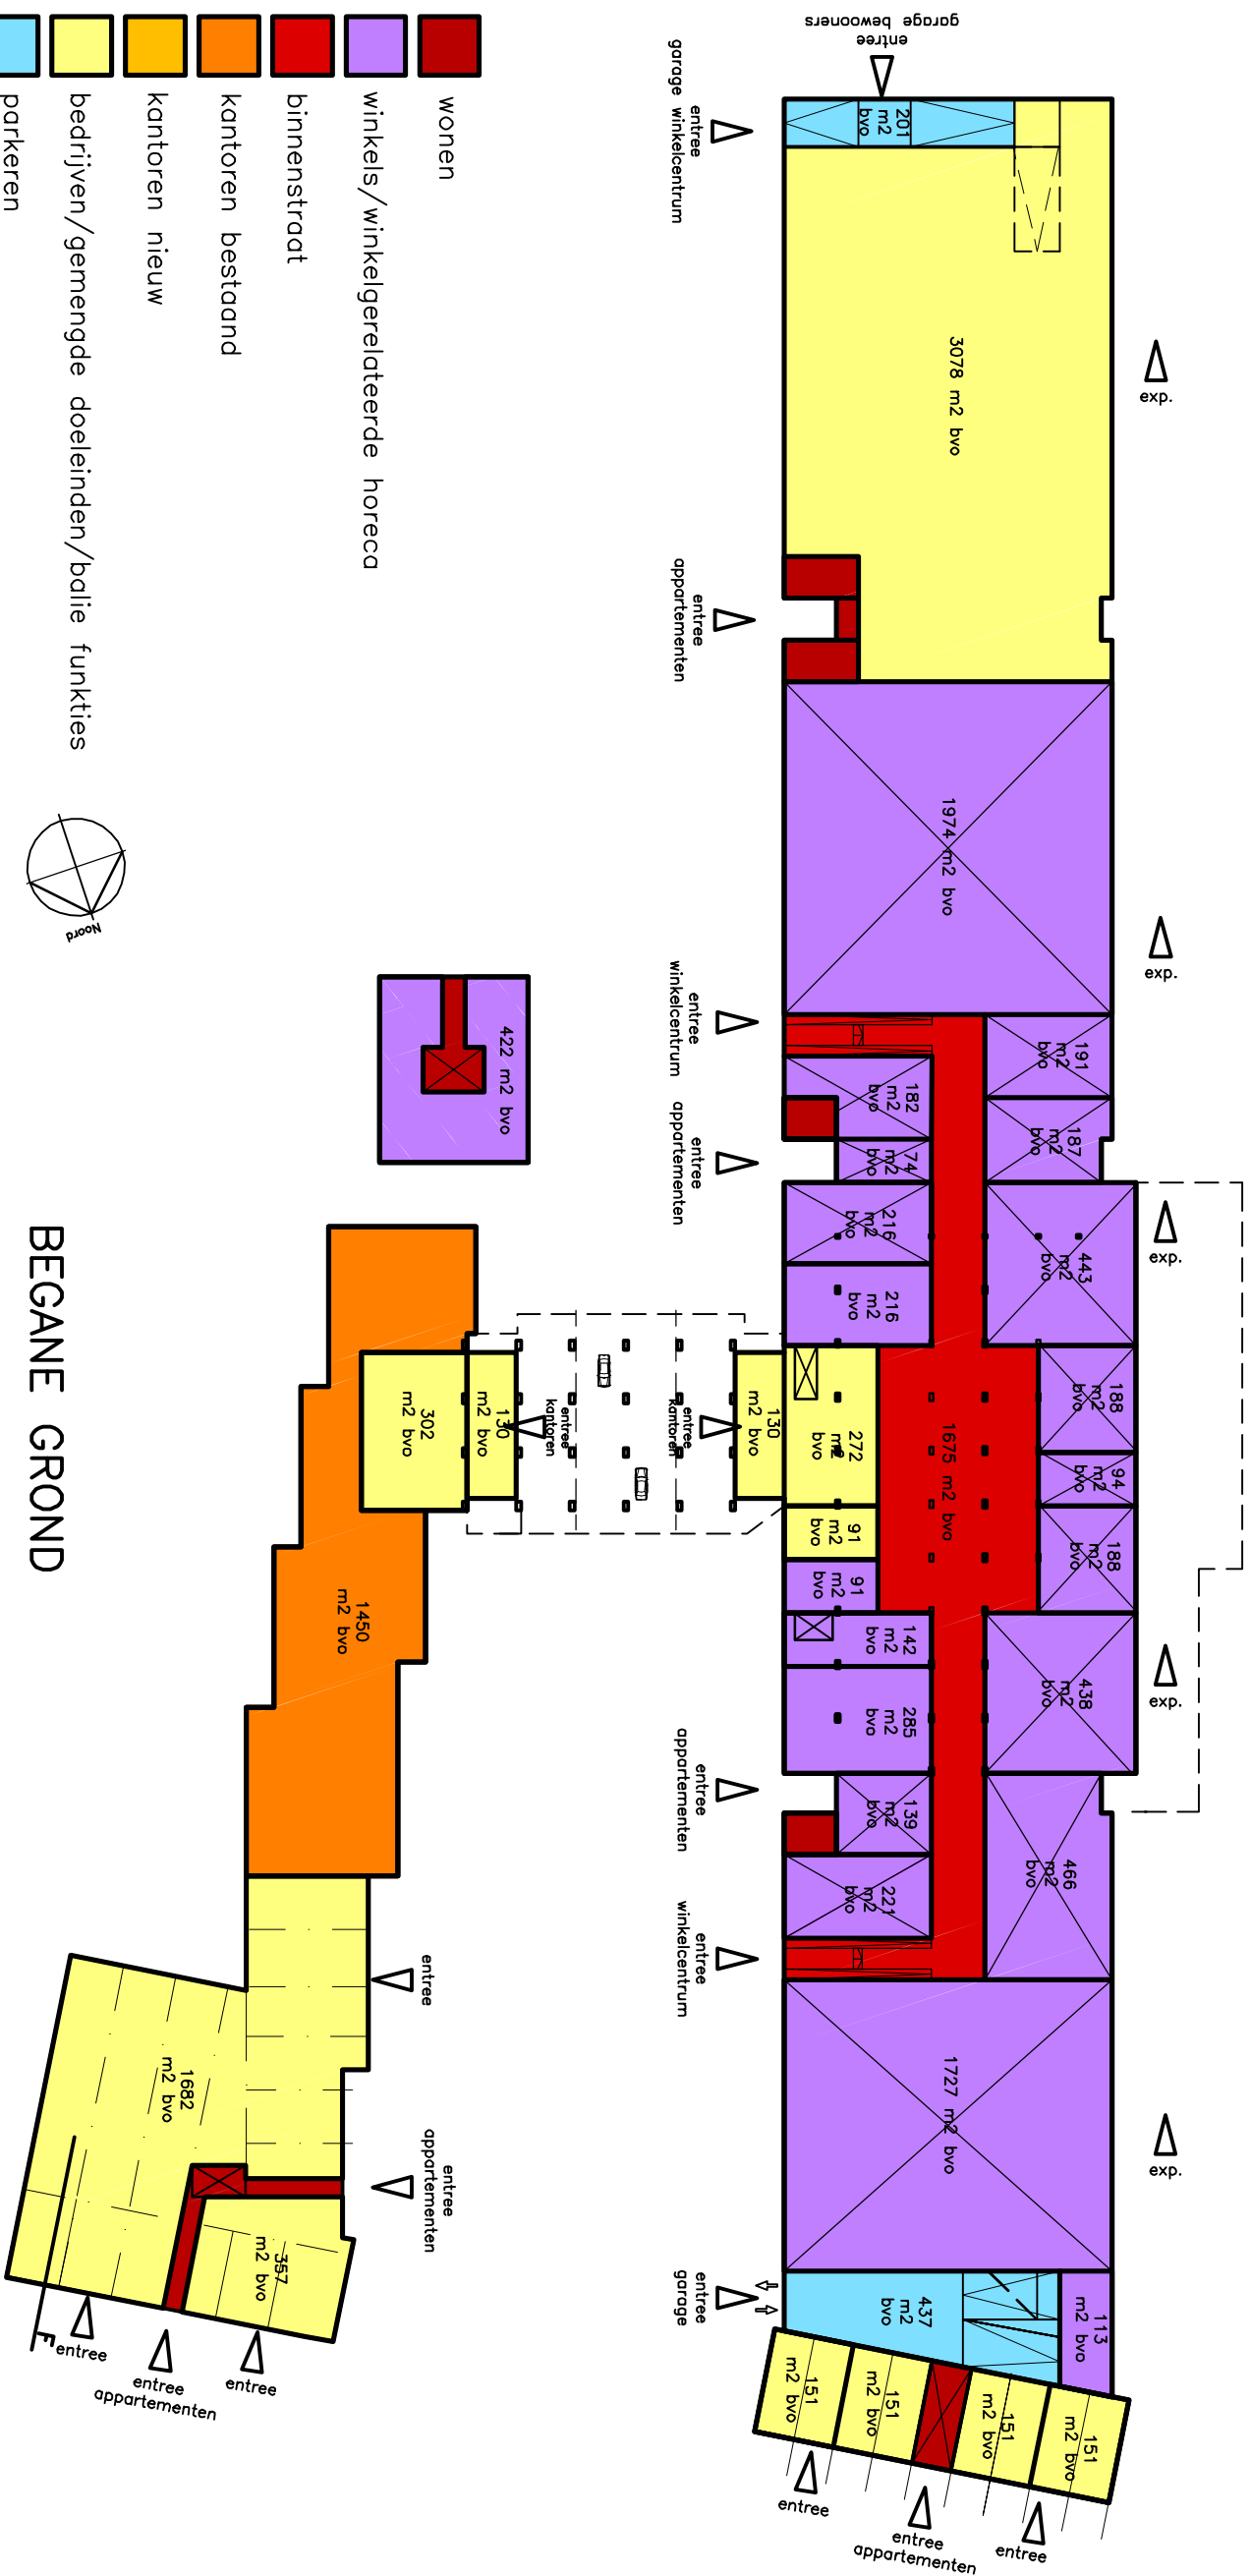 wonen
winkels/winkelgerelateerde horeca
binnenstraat
kantoren bestaand
kantoren nieuw
bedrijven/gemengde doeleinden/balie funkties
parkeren
Noord
BEGANE GROND
entree
garage bewooners
entree
garage winkelcentrum
201
m2
bvo
3078 m2 bvo
exp.
entree
appartementen
1974 m2 bvo
exp.
entree
winkelcentrum
191
m2
bvo
182
m2
bvo
187
m2
bvo
74
m2
bvo
entree
appartementen
216
m2
bvo
443
m2
bvo
exp.
216
m2
bvo
188
m2
bvo
94
m2
bvo
188
m2
bvo
1675 m2 bvo
272
m2
bvo
91
m2
bvo
91
m2
bvo
142
m2
bvo
285
m2
bvo
438
m2
bvo
exp.
entree
appartementen
139
m2
bvo
466
m2
bvo
221
m2
bvo
entree
winkelcentrum
1727 m2 bvo
exp.
entree
garage
437
m2
bvo
113
m2 bvo
151
m2 bvo
151
m2 bvo
151
m2 bvo
151
m2 bvo
entree
entree
appartementen
entree
422 m2 bvo
130
m2 bvo
entree
kantoren
entree
kantoren
130
m2 bvo
302
m2 bvo
1450
m2 bvo
entree
1682
m2 bvo
entree
appartementen
357
m2 bvo
entree
entree
appartementen
entree
F